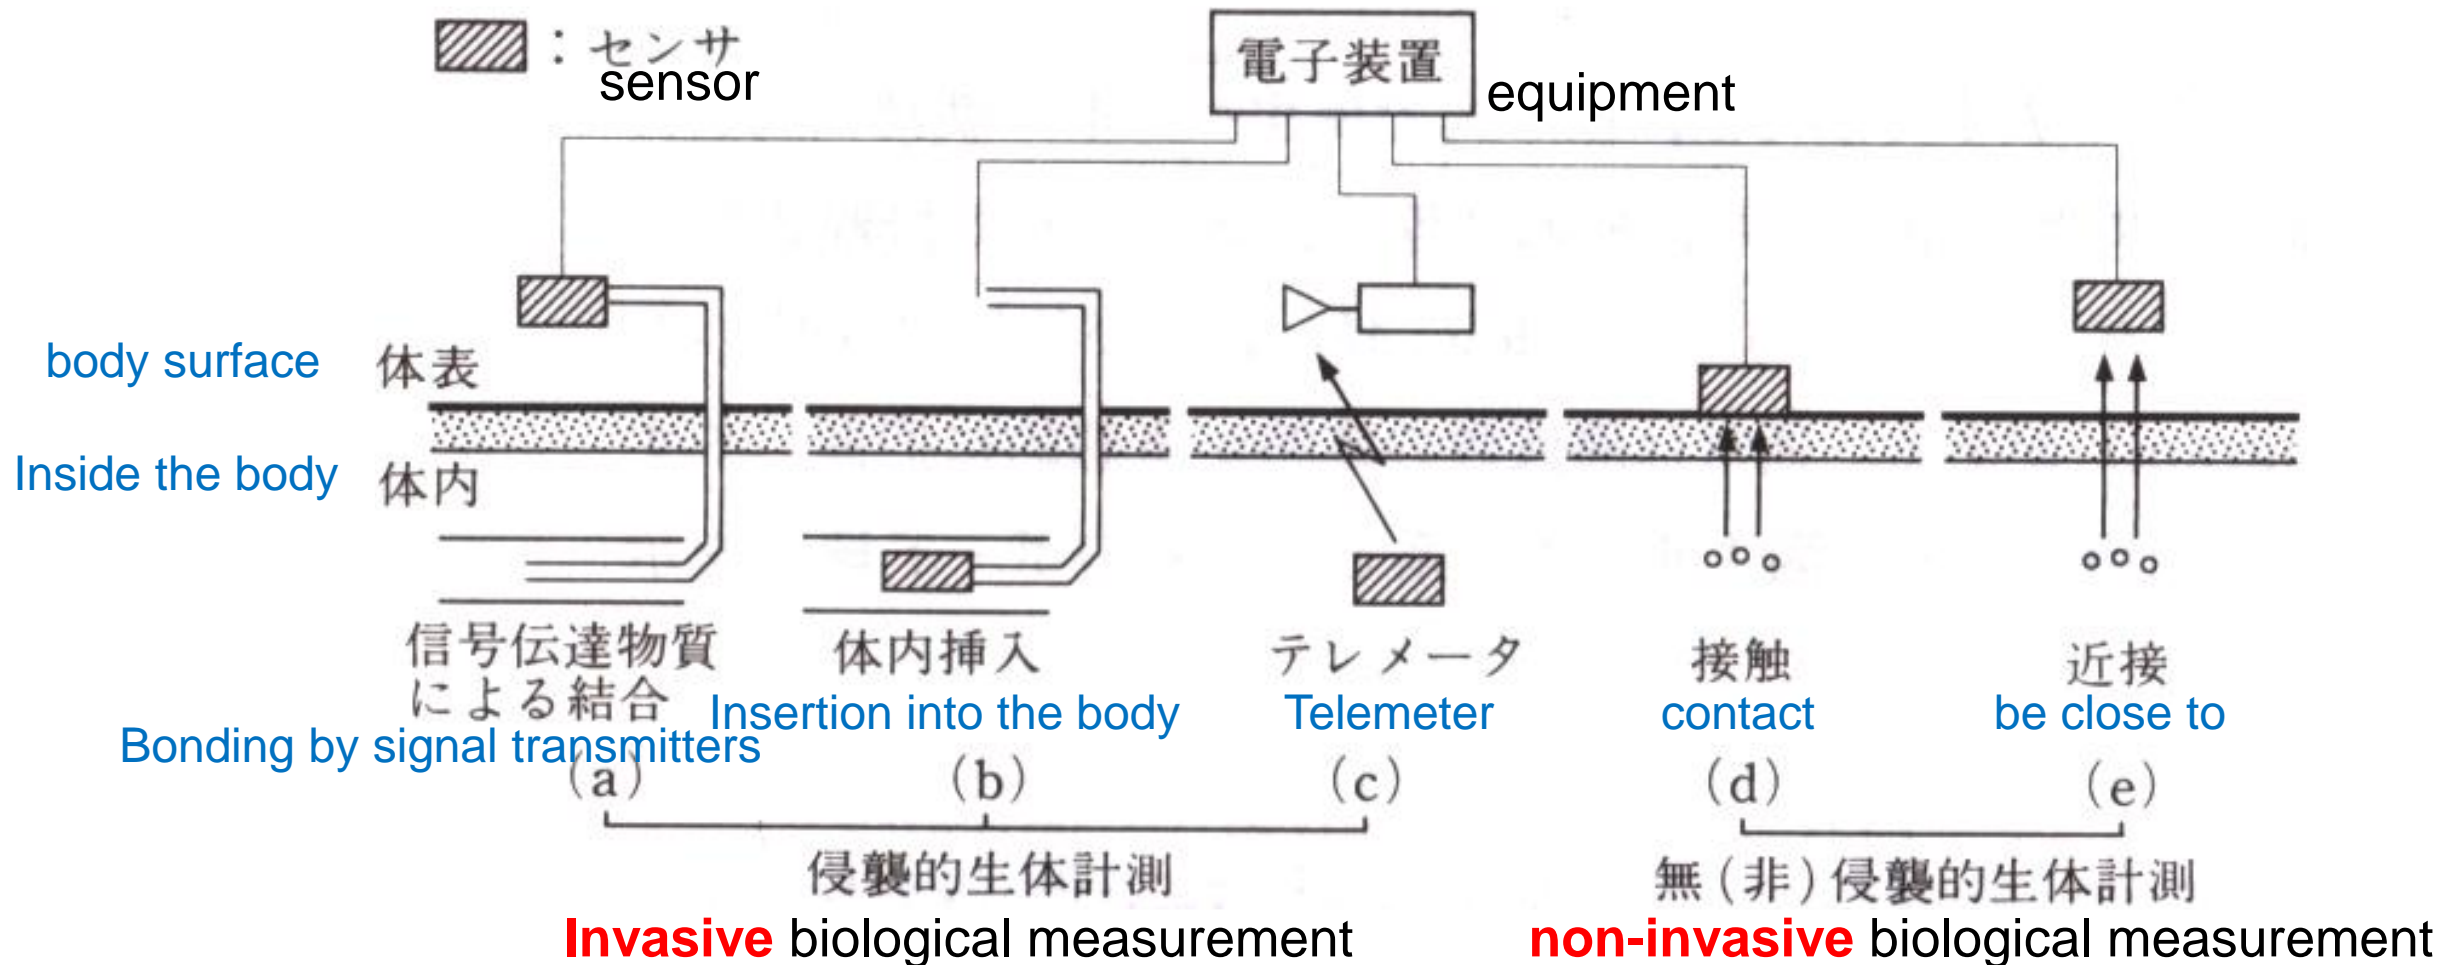 ：センサ
sensor
電子装置
equipment
body surface
体表
Inside the body
体内
信号伝達物質
による結合
Bonding by signal transmitters
(a)
体内挿入
Insertion into the body
(b)
テレメータ
Telemeter
(c)
接触
contact
(d)
近接
be close to
(e)
侵襲的生体計測
Invasive biological measurement
無(非)侵襲的生体計測
non-invasive biological measurement